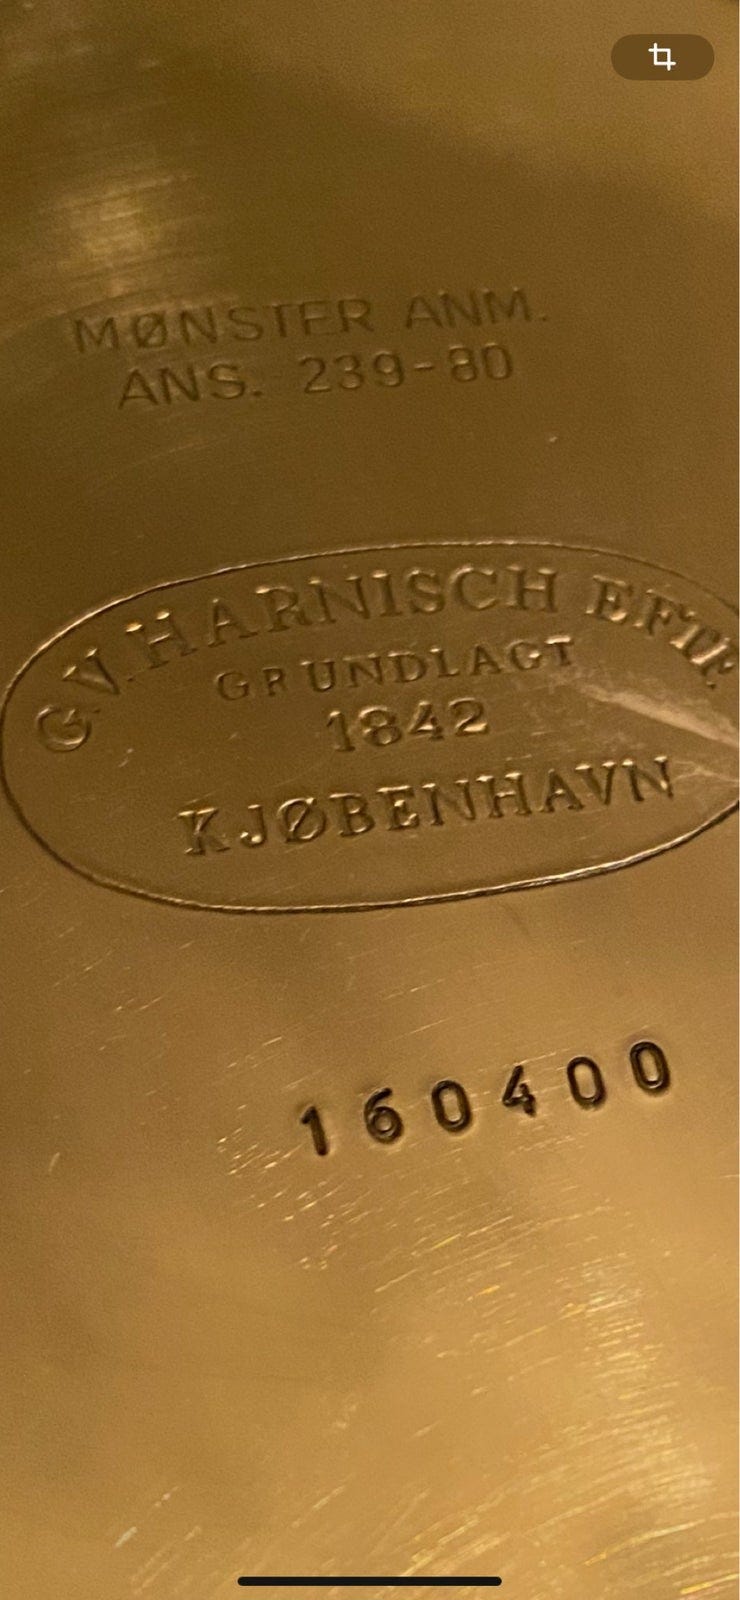 MØNSTER ANM.
ANS. 239-80
G.V. HARNISCH EFTF.
GRUNDLAGT
1842
KJØBENHAVN
160400